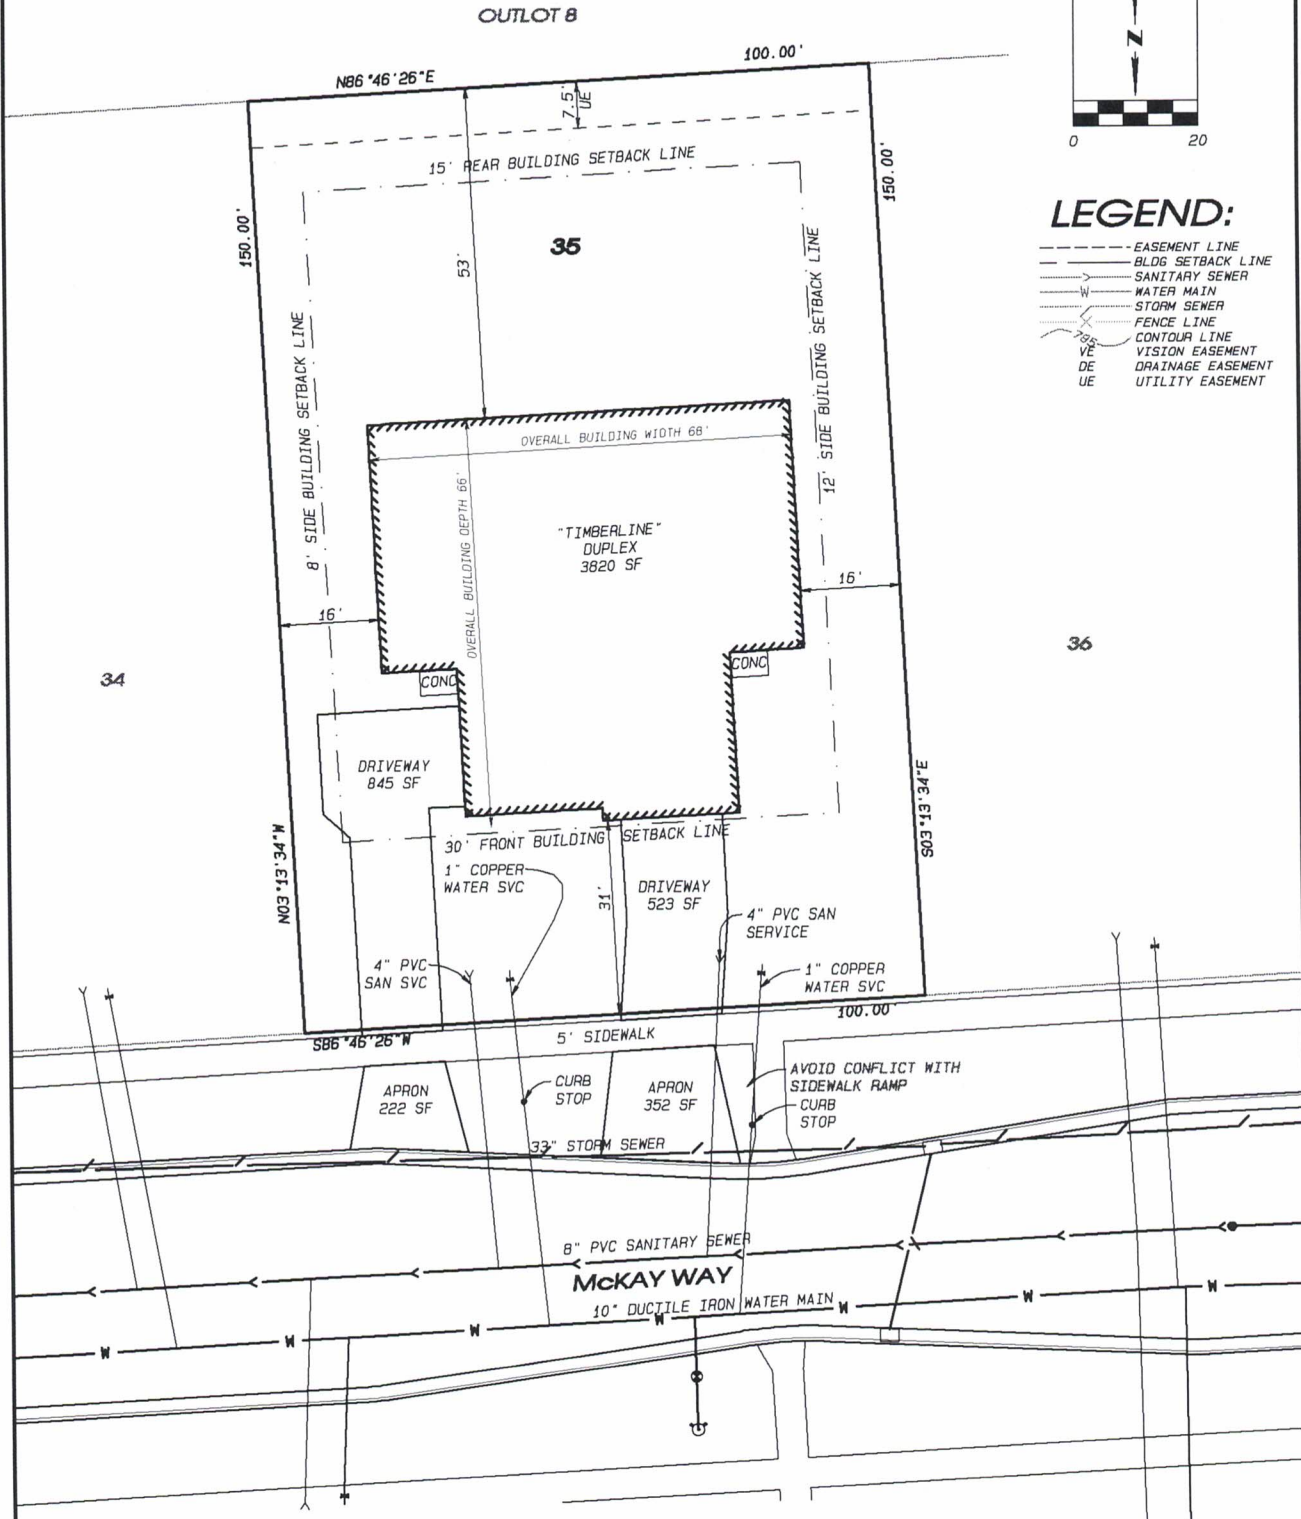 OUTLOT 8
N86°46'26"E
100.00'
7.5'
UE
N
0
20
15' REAR BUILDING SETBACK LINE
150.00'
150.00'
35
53'
LEGEND:
EASEMENT LINE
BLDG SETBACK LINE
SANITARY SEWER
W
WATER MAIN
STORM SEWER
FENCE LINE
795
CONTOUR LINE
VE
VISION EASEMENT
DE
DRAINAGE EASEMENT
UE
UTILITY EASEMENT
8' SIDE BUILDING SETBACK LINE
12' SIDE BUILDING SETBACK LINE
OVERALL BUILDING WIDTH 68'
OVERALL BUILDING DEPTH 66'
"TIMBERLINE"
DUPLEX
3820 SF
16'
16'
34
36
CONC
CONC
DRIVEWAY
845 SF
N03°13'34"W
S03°13'34"E
30' FRONT BUILDING SETBACK LINE
1" COPPER
WATER SVC
31'
DRIVEWAY
523 SF
4" PVC SAN
SERVICE
4" PVC
SAN SVC
1" COPPER
WATER SVC
100.00'
S86°46'26"W
5' SIDEWALK
APRON
222 SF
CURB
STOP
APRON
352 SF
AVOID CONFLICT WITH
SIDEWALK RAMP
CURB
STOP
33" STORM SEWER
8" PVC SANITARY SEWER
McKAY WAY
10" DUCTILE IRON WATER MAIN
W
W
W
W
W
W
W